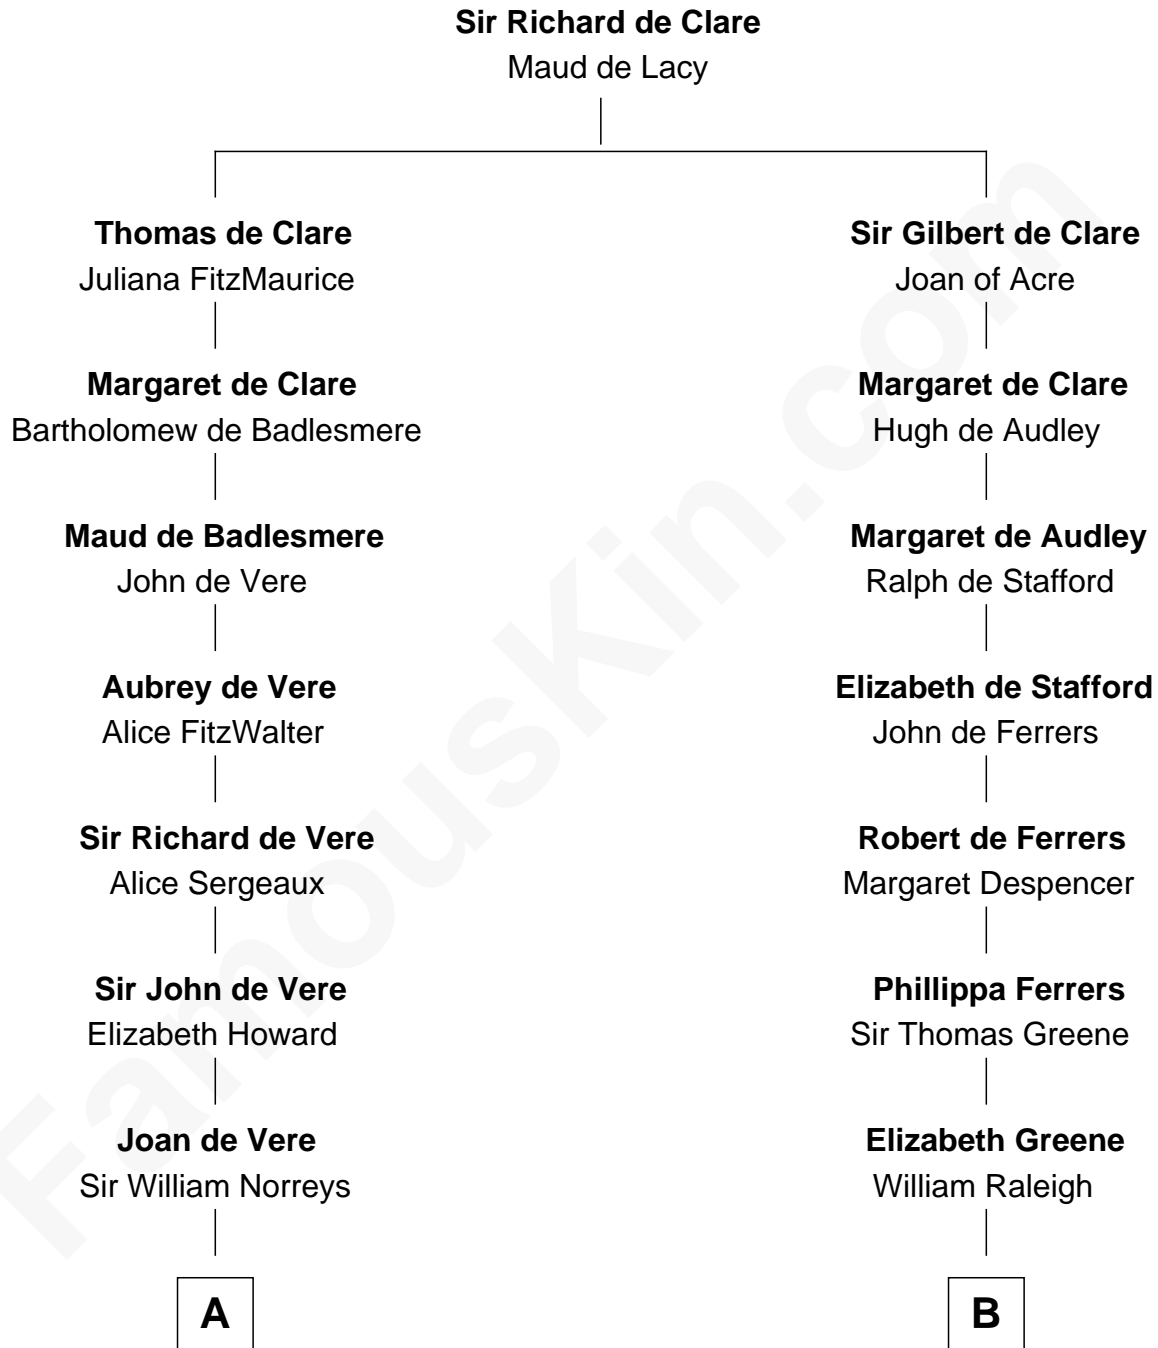 Sir Richard de Clare
Maud de Lacy
Thomas de Clare
Juliana FitzMaurice
Sir Gilbert de Clare
Joan of Acre
Margaret de Clare
Bartholomew de Badlesmere
Margaret de Clare
Hugh de Audley
Maud de Badlesmere
John de Vere
Margaret de Audley
Ralph de Stafford
Aubrey de Vere
Alice FitzWalter
Elizabeth de Stafford
John de Ferrers
Sir Richard de Vere
Alice Sergeaux
Robert de Ferrers
Margaret Despencer
Sir John de Vere
Elizabeth Howard
Phillippa Ferrers
Sir Thomas Greene
Joan de Vere
Sir William Norreys
Elizabeth Greene
William Raleigh
A
B
FamousKin.com